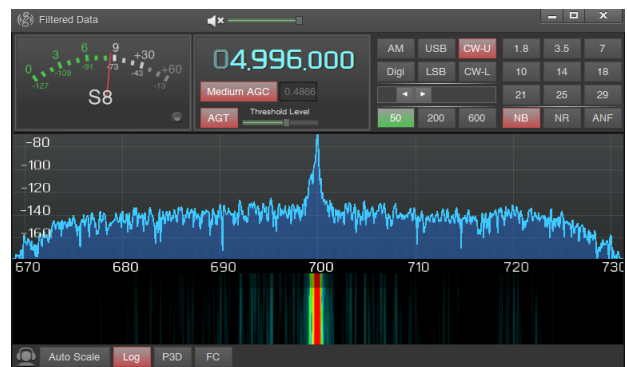 Filtered Data
0 3 6 9 +30 +60
-127 -109 -91 -73 -43 -13
S8
04.996.000
Medium AGC 0.4866
AGT Threshold Level
AM USB CW-U 1.8 3.5 7
Digi LSB CW-L 10 14 18
21 25 29
50 200 600 NB NR ANF
-80
-100
-120
-140
-160
670 680 690 700 710 720 730
Auto Scale Log P3D FC